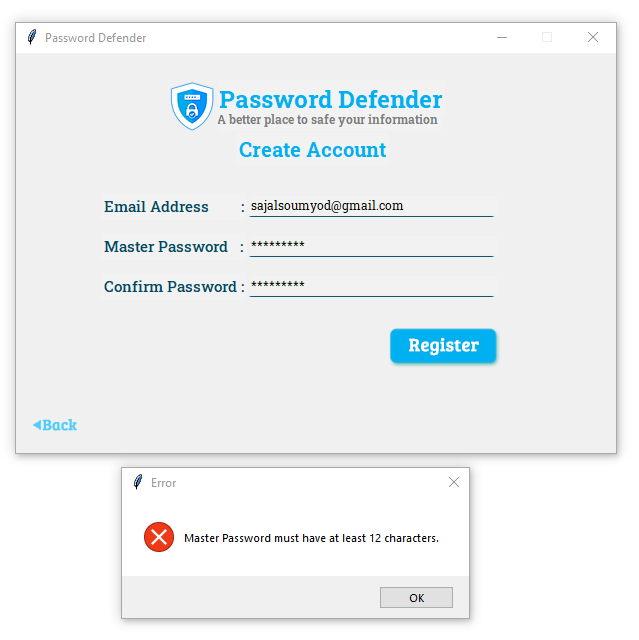 Password Defender
Password Defender
A better place to safe your information
Create Account
Email Address : sajalsoumyod@gmail.com
Master Password : *********
Confirm Password : *********
Register
Back
Error
Master Password must have at least 12 characters.
OK